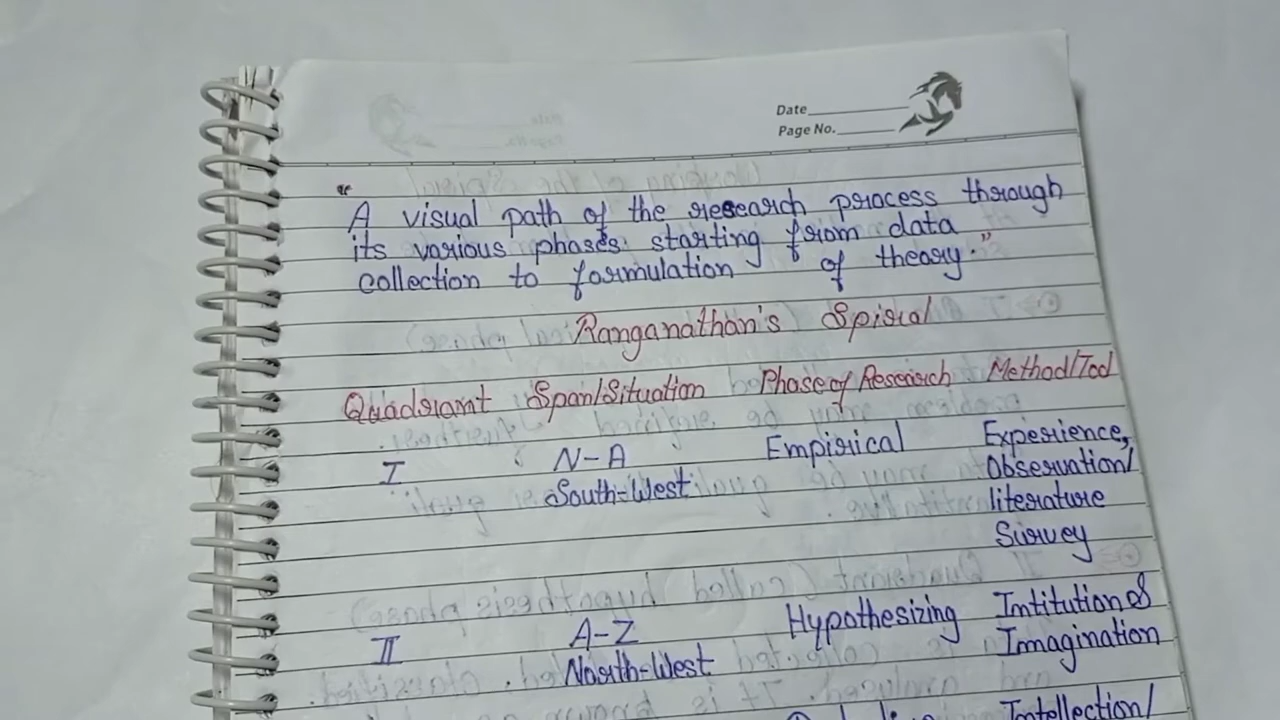 Date
Page No.
"A visual path of the research process through
its various phases starting from data
collection to formulation of theory."
Ranganathan's Spiral
Quadrant Span/Situation Phase of Research Method/Tool
I N-A Empirical Experience,
South-West Observation/
literature
Survey
II A-Z Hypothesizing Intitution &
North-West Imagination
Intellection/